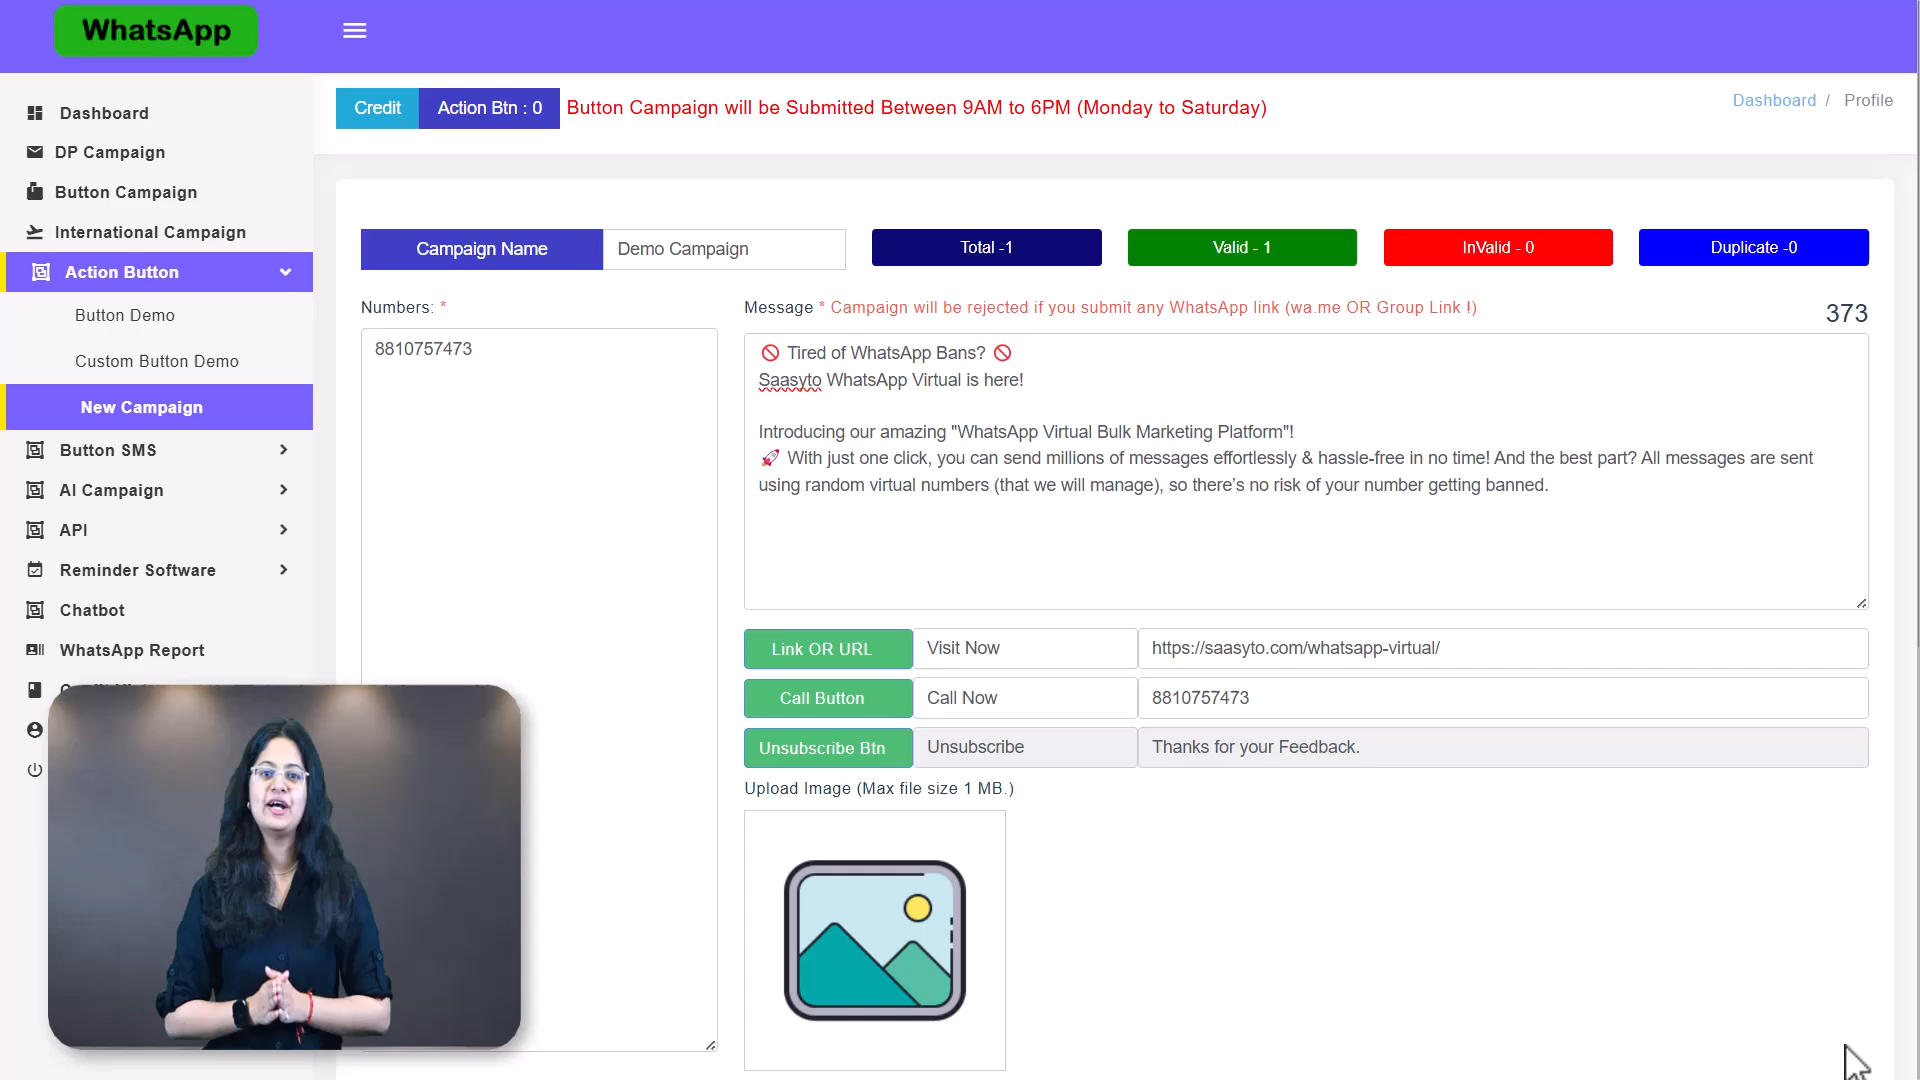 WhatsApp
Credit
Action Btn : 0
Button Campaign will be Submitted Between 9AM to 6PM (Monday to Saturday)
Dashboard / Profile
Dashboard
DP Campaign
Button Campaign
International Campaign
Action Button
Button Demo
Custom Button Demo
New Campaign
Button SMS
AI Campaign
API
Reminder Software
Chatbot
WhatsApp Report
Campaign Name
Demo Campaign
Total -1
Valid - 1
InValid - 0
Duplicate -0
Numbers: *
8810757473
Message * Campaign will be rejected if you submit any WhatsApp link (wa.me OR Group Link !)
373
🚫 Tired of WhatsApp Bans? 🚫
Saasyto WhatsApp Virtual is here!
Introducing our amazing "WhatsApp Virtual Bulk Marketing Platform"!
🚀 With just one click, you can send millions of messages effortlessly & hassle-free in no time! And the best part? All messages are sent
using random virtual numbers (that we will manage), so there’s no risk of your number getting banned.
Link OR URL
Visit Now
https://saasyto.com/whatsapp-virtual/
Call Button
Call Now
8810757473
Unsubscribe Btn
Unsubscribe
Thanks for your Feedback.
Upload Image (Max file size 1 MB.)